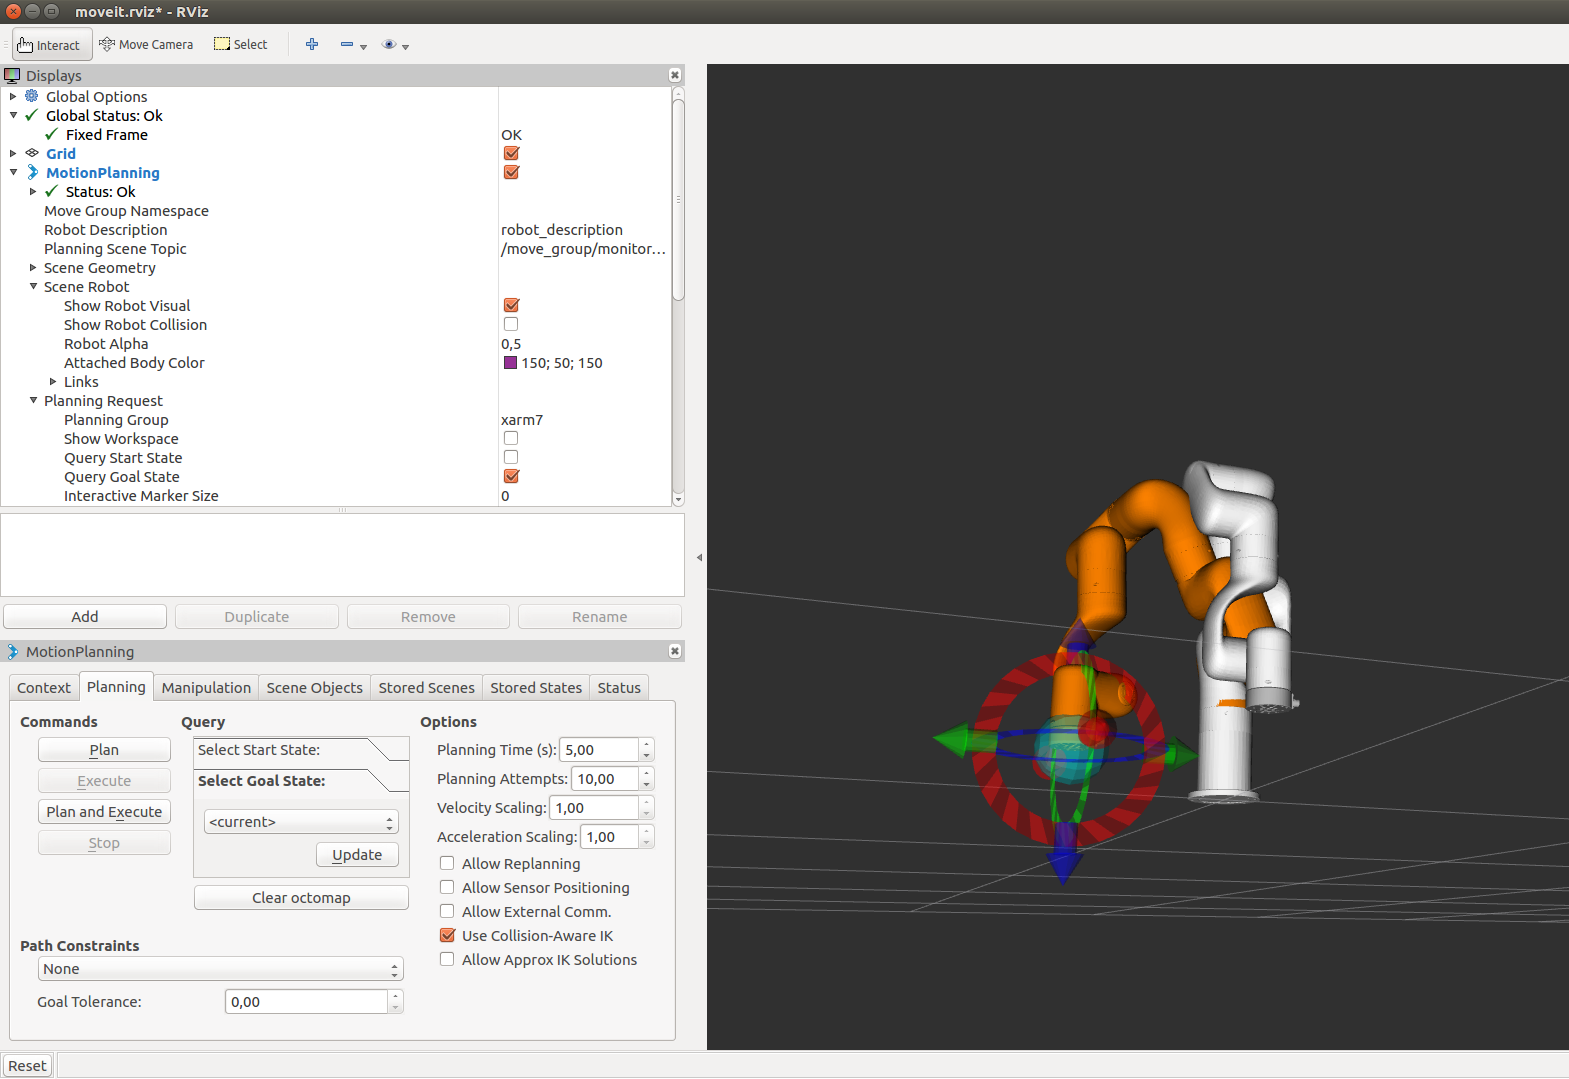 moveit.rviz* - RViz
Interact Move Camera Select
Displays
Global Options
Global Status: Ok
Fixed Frame OK
Grid
MotionPlanning
Status: Ok
Move Group Namespace
Robot Description robot_description
Planning Scene Topic /move_group/monitor...
Scene Geometry
Scene Robot
Show Robot Visual
Show Robot Collision
Robot Alpha 0,5
Attached Body Color 150; 50; 150
Links
Planning Request
Planning Group xarm7
Show Workspace
Query Start State
Query Goal State
Interactive Marker Size 0
Add Duplicate Remove Rename
MotionPlanning
Context Planning Manipulation Scene Objects Stored Scenes Stored States Status
Commands
Plan
Execute
Plan and Execute
Stop
Query
Select Start State:
Select Goal State:
<current>
Update
Clear octomap
Options
Planning Time (s): 5,00
Planning Attempts: 10,00
Velocity Scaling: 1,00
Acceleration Scaling: 1,00
Allow Replanning
Allow Sensor Positioning
Allow External Comm.
Use Collision-Aware IK
Allow Approx IK Solutions
Path Constraints
None
Goal Tolerance: 0,00
Reset